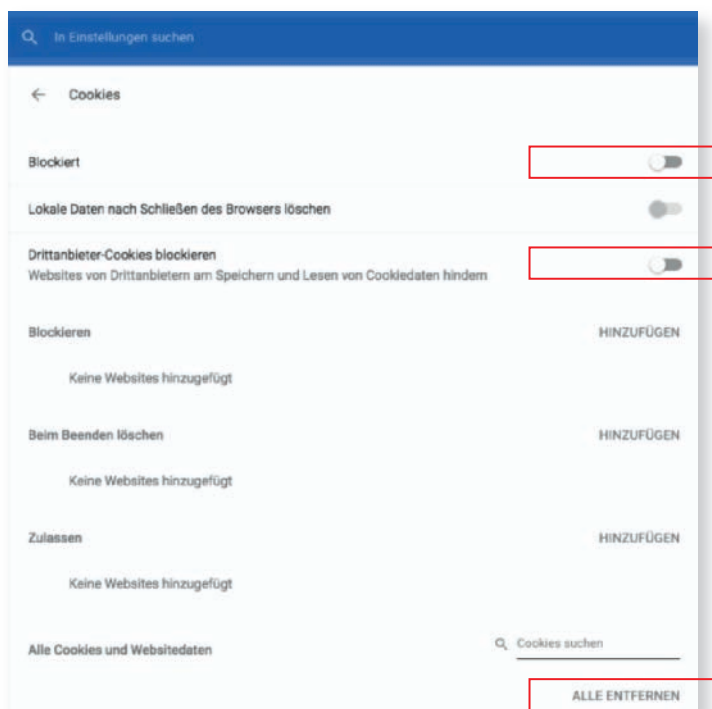 In Einstellungen suchen
Cookies
Blockiert
Lokale Daten nach Schließen des Browsers löschen
Drittanbieter-Cookies blockieren
Websites von Drittanbietern am Speichern und Lesen von Cookiedaten hindern
Blockieren HINZUFÜGEN
Keine Websites hinzugefügt
Beim Beenden löschen HINZUFÜGEN
Keine Websites hinzugefügt
Zulassen HINZUFÜGEN
Keine Websites hinzugefügt
Alle Cookies und Websitedaten Cookies suchen
ALLE ENTFERNEN